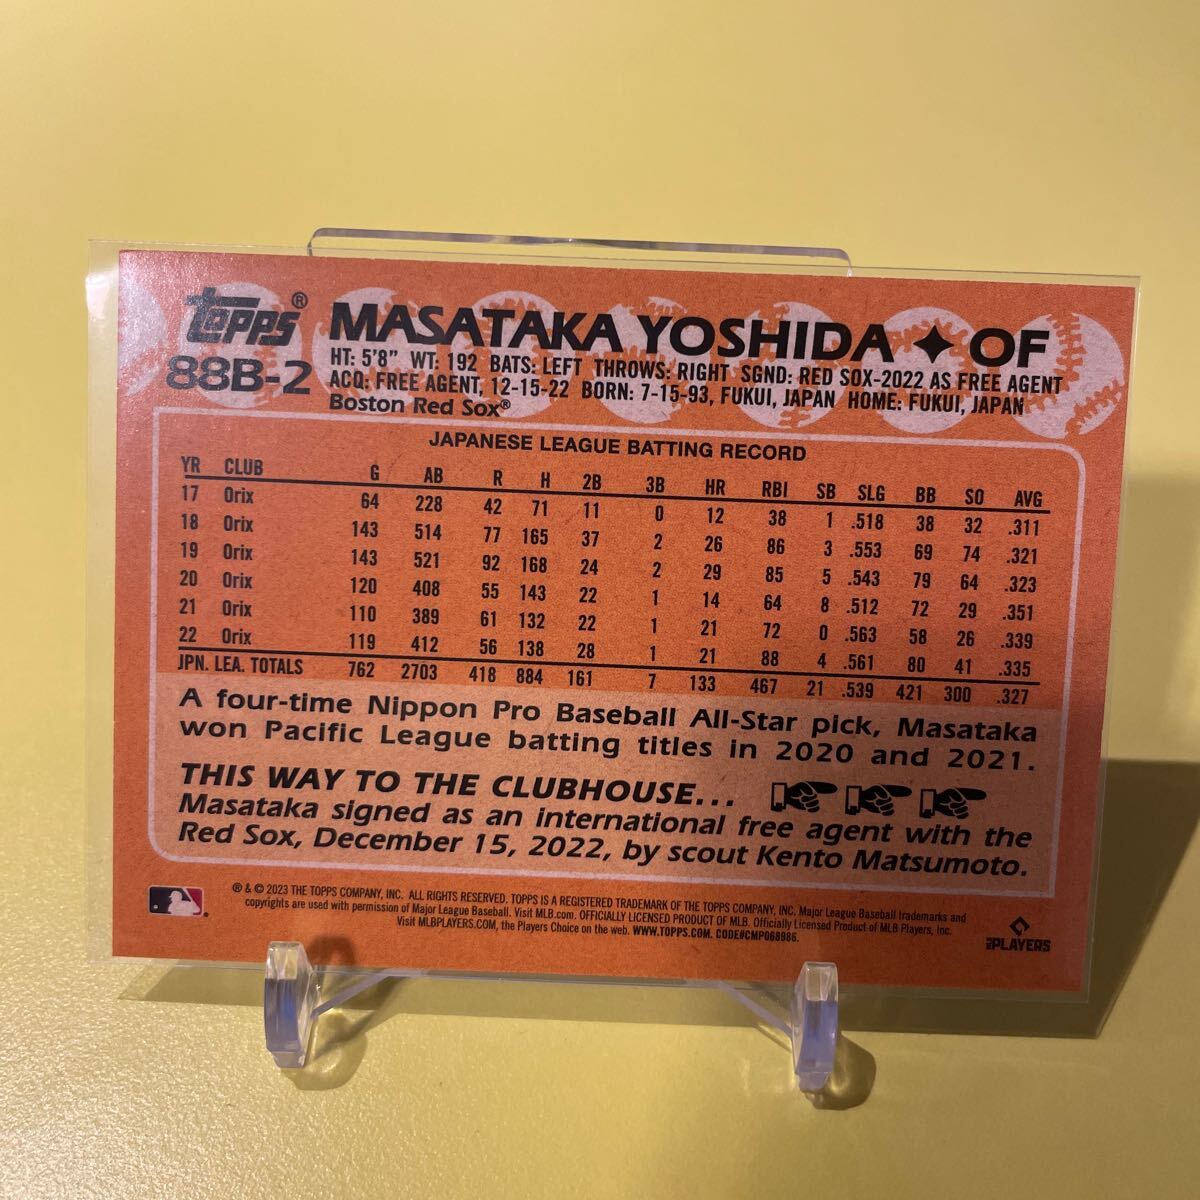 Topps®
88B-2
MASATAKA YOSHIDA ✦ OF
HT: 5'8" WT: 192 BATS: LEFT THROWS: RIGHT SGND: RED SOX-2022 AS FREE AGENT
ACQ: FREE AGENT, 12-15-22 BORN: 7-15-93, FUKUI, JAPAN HOME: FUKUI, JAPAN
Boston Red Sox®
JAPANESE LEAGUE BATTING RECORD
YR CLUB G AB R H 2B 3B HR RBI SB SLG BB SO AVG
17 Orix 64 228 42 71 11 0 12 38 1 .518 38 32 .311
18 Orix 143 514 77 165 37 2 26 86 3 .553 69 74 .321
19 Orix 143 521 92 168 24 2 29 85 5 .543 79 64 .323
20 Orix 120 408 55 143 22 1 14 64 8 .512 72 29 .351
21 Orix 110 389 61 132 22 1 21 72 0 .563 58 26 .339
22 Orix 119 412 56 138 28 1 21 88 4 .561 80 41 .335
JPN. LEA. TOTALS 762 2703 418 884 161 7 133 467 21 .539 421 300 .327
A four-time Nippon Pro Baseball All-Star pick, Masataka
won Pacific League batting titles in 2020 and 2021.
THIS WAY TO THE CLUBHOUSE...
Masataka signed as an international free agent with the
Red Sox, December 15, 2022, by scout Kento Matsumoto.
® & © 2023 THE TOPPS COMPANY, INC. ALL RIGHTS RESERVED. TOPPS IS A REGISTERED TRADEMARK OF THE TOPPS COMPANY, INC. Major League Baseball trademarks and
copyrights are used with permission of Major League Baseball. Visit MLB.com. OFFICIALLY LICENSED PRODUCT OF MLB. Officially Licensed Product of MLB Players, Inc.
Visit MLBPLAYERS.COM, the Players Choice on the web. WWW.TOPPS.COM. CODE#CMP068986.
MLB PLAYERS